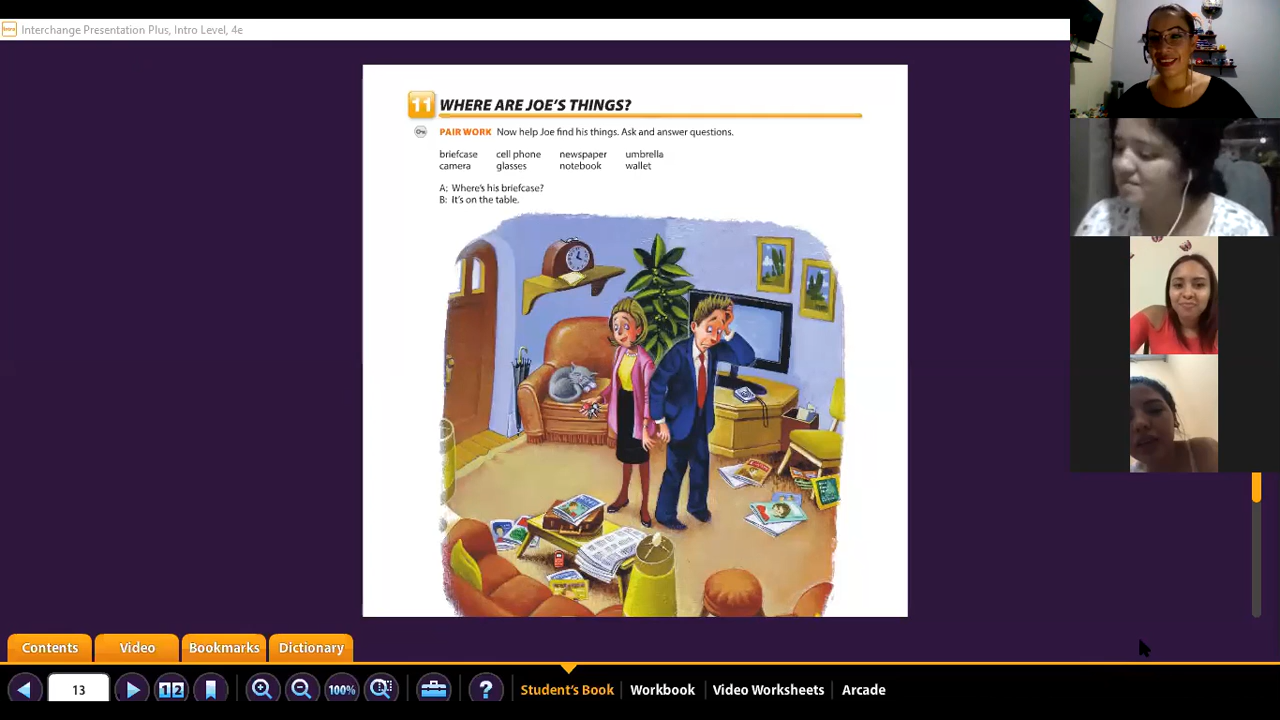 Interchange Presentation Plus, Intro Level, 4e
11 WHERE ARE JOE'S THINGS?
PAIR WORK Now help Joe find his things. Ask and answer questions.
briefcase cell phone newspaper umbrella
camera glasses notebook wallet
A: Where's his briefcase?
B: It's on the table.
Contents Video Bookmarks Dictionary
13 12 100% ? Student's Book Workbook Video Worksheets Arcade